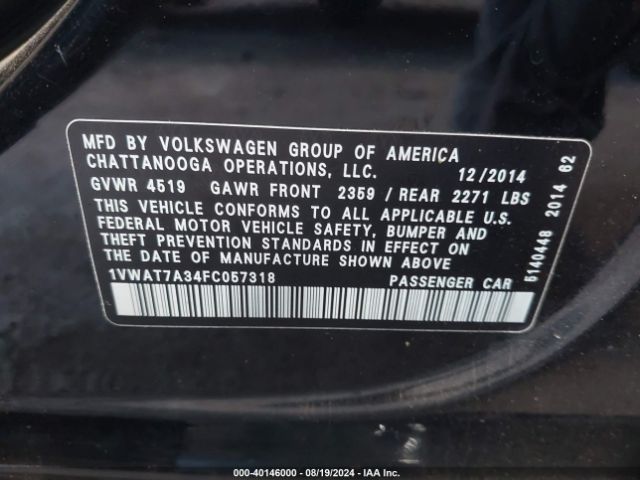 MFD BY VOLKSWAGEN GROUP OF AMERICA
CHATTANOOGA OPERATIONS, LLC. 12/2014
GVWR 4519 GAWR FRONT 2359 / REAR 2271 LBS
THIS VEHICLE CONFORMS TO ALL APPLICABLE U.S.
FEDERAL MOTOR VEHICLE SAFETY, BUMPER AND
THEFT PREVENTION STANDARDS IN EFFECT ON
THE DATE OF MANUFACTURE SHOWN ABOVE
1VWAT7A34FC057318 PASSENGER CAR
5140448 2014 62
000-40146000 - 08/19/2024 - IAA Inc.